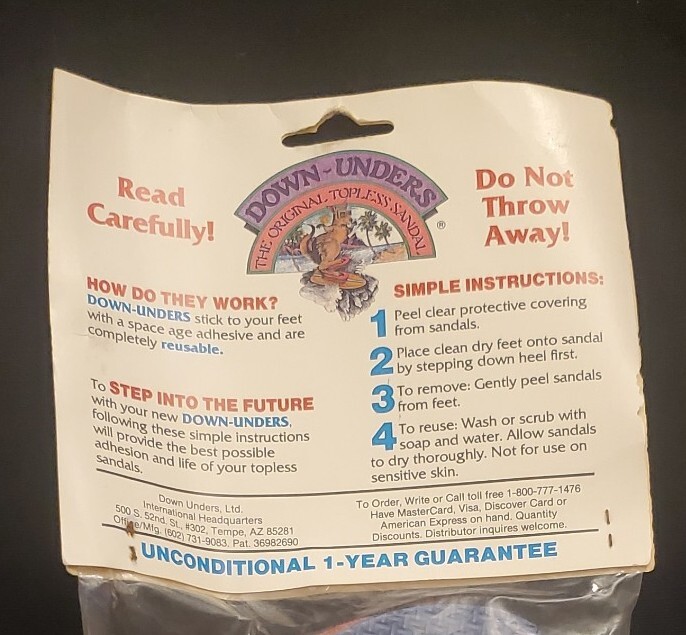 DOWN-UNDERS
THE ORIGINAL TOPLESS SANDAL
®
Read
Carefully!
Do Not
Throw
Away!
HOW DO THEY WORK?
DOWN-UNDERS stick to your feet
with a space age adhesive and are
completely reusable.
To STEP INTO THE FUTURE
with your new DOWN-UNDERS,
following these simple instructions
will provide the best possible
adhesion and life of your topless
sandals.
SIMPLE INSTRUCTIONS:
1 Peel clear protective covering
from sandals.
2 Place clean dry feet onto sandal
by stepping down heel first.
3 To remove: Gently peel sandals
from feet.
4 To reuse: Wash or scrub with
soap and water. Allow sandals
to dry thoroughly. Not for use on
sensitive skin.
Down Unders, Ltd.
International Headquarters
500 S. 52nd. St., #302, Tempe, AZ 85281
Office/Mfg. (602) 731-9083. Pat. 36982690
To Order, Write or Call toll free 1-800-777-1476
Have MasterCard, Visa, Discover Card or
American Express on hand. Quantity
Discounts. Distributor inquires welcome.
UNCONDITIONAL 1-YEAR GUARANTEE